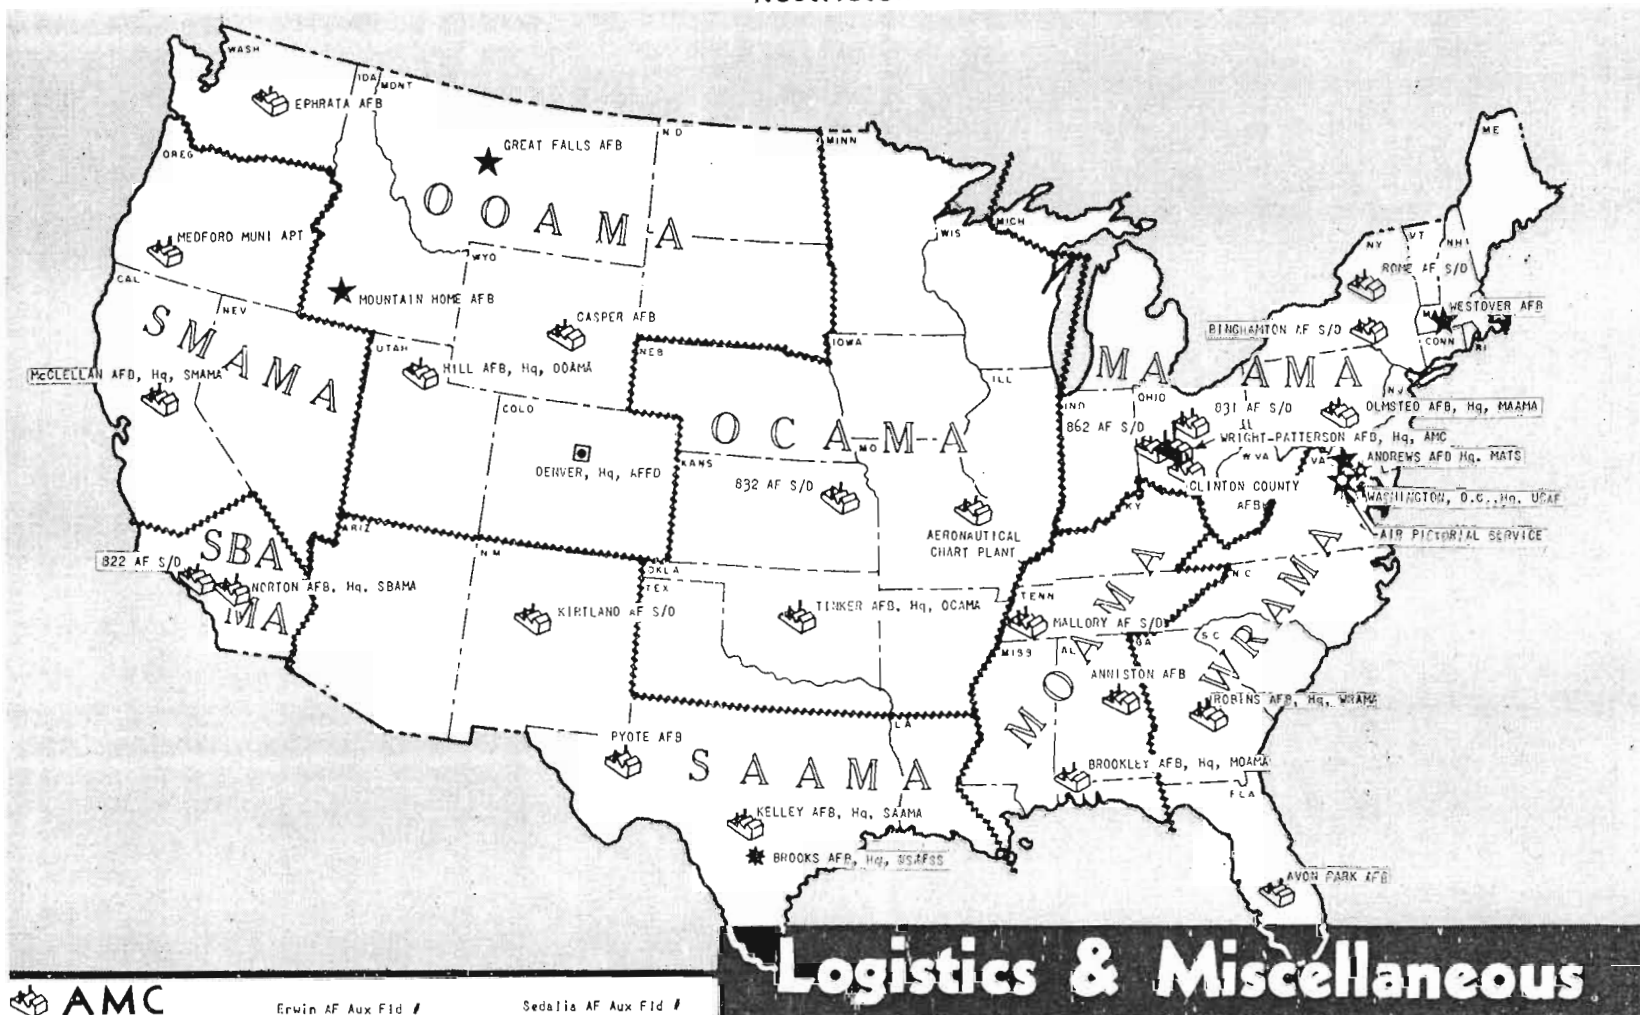 WASH
IDA
MONT
EPHRATA AFB
N D
MINN
GREAT FALLS AFB
ME
OREG
OOAMA
MICH
WIS
MEDFORD MUNI APT
WYO
NY
VT
NH
ROME AF S/D
CAL
MOUNTAIN HOME AFB
NEV
CASPER AFB
WESTOVER AFB
BINGHAMTON AF S/D
SMAMA
UTAH
NEB
IOWA
CONN
RI
HILL AFB, Hq, OOAMA
MA
AMA
McCLELLAN AFB, Hq, SMAMA
ILL
COLO
IND
OHIO
NJ
831 AF S/D
OLMSTED AFB, Hq, MAAMA
862 AF S/D
OCAMA
MO
WRIGHT-PATTERSON AFB, Hq, AMC
DENVER, Hq, AFFD
KANS
W VA
VA
ANDREWS AFB Hq. MATS
832 AF S/D
CLINTON COUNTY
AFB
WASHINGTON, D.C., Hq. USAF
KY
ARIZ
N M
AERONAUTICAL
CHART PLANT
AIR PICTORIAL SERVICE
SBA
MA
822 AF S/D
OKLA
TEX
N C
NORTON AFB, Hq. SBAMA
KIRTLAND AF S/D
TINKER AFB, Hq, OCAMA
TENN
MALLORY AF S/D
MISS
AL
GA
S C
MOAMA
WRAMA
ANNISTON AFB
ROBINS AFB, Hq, WRAMA
LA
PYOTE AFB
SAAMA
BROOKLEY AFB, Hq, MOAMA
FLA
KELLEY AFB, Hq, SAAMA
BROOKS AFB, Hq, USAFSS
AVON PARK AFB
Logistics & Miscellaneous
AMC
Erwin AF Aux Fld #
Sedalia AF Aux Fld #